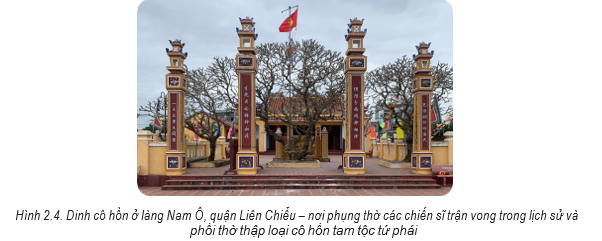 Hình 2.4. Dinh cô hồn ở làng Nam Ô, quận Liên Chiểu – nơi phụng thờ các chiến sĩ trận vong trong lịch sử và
phối thờ thập loại cô hồn tam tộc tứ phái